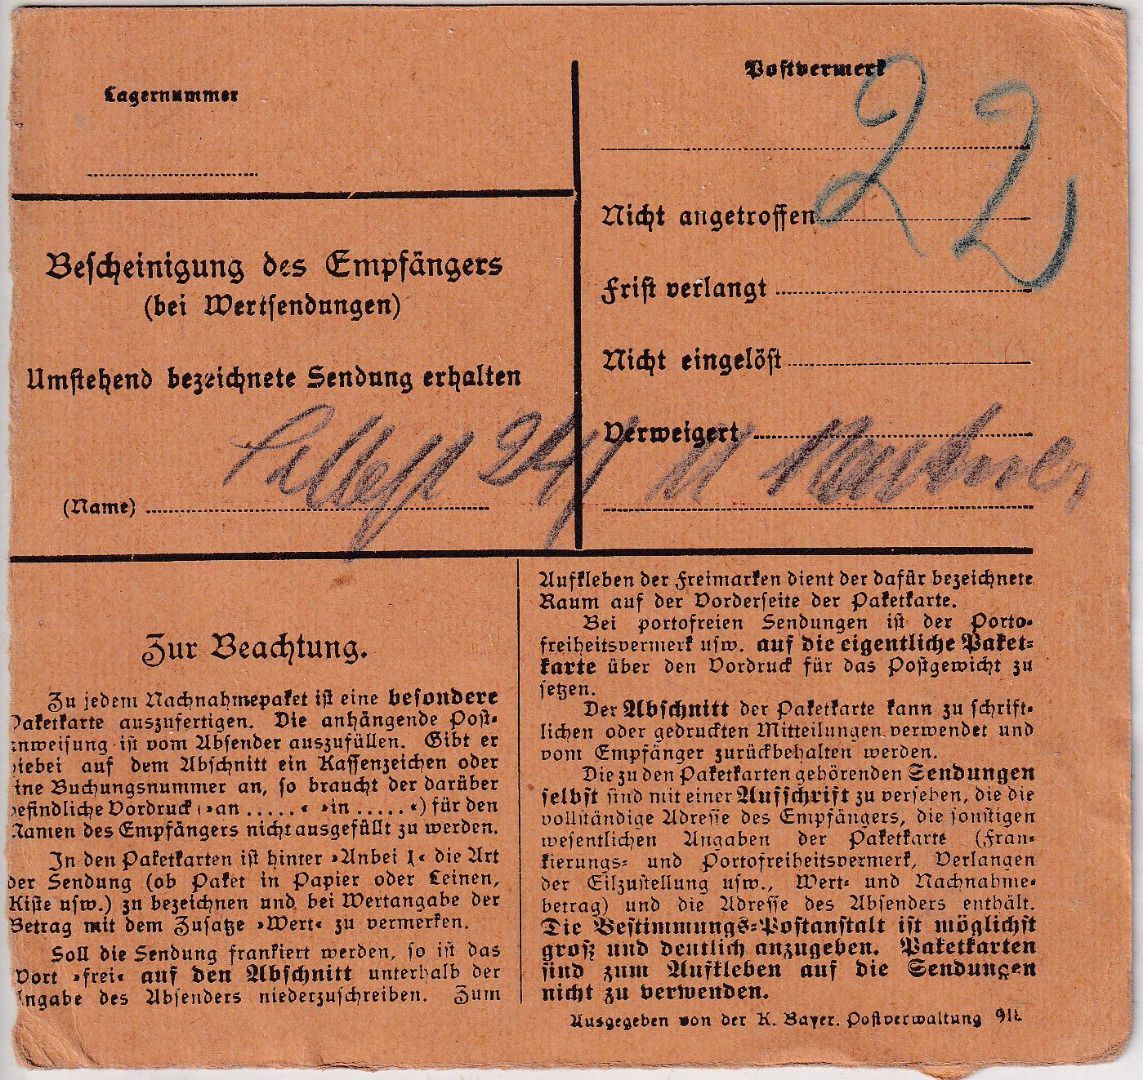 Lagernummer
Bescheinigung des Empfängers
(bei Wertsendungen)
Umstehend bezeichnete Sendung erhalten
(Name)
Postvermerk
22
Nicht angetroffen
Frist verlangt
Nicht eingelöst
Verweigert
Zur Beachtung.
Zu jedem Nachnahmepaket ist eine besondere
Paketkarte auszufertigen. Die anhängende Post-
anweisung ist vom Absender auszufüllen. Gibt er
hiebei auf dem Abschnitt ein Kassenzeichen oder
eine Buchungsnummer an, so braucht der darüber
befindliche Vordruck (»an ..... « »in ..... «) für den
Namen des Empfängers nicht ausgefüllt zu werden.
In den Paketkarten ist hinter »Anbei 1« die Art
der Sendung (ob Paket in Papier oder Leinen,
Kiste usw.) zu bezeichnen und bei Wertangabe der
Betrag mit dem Zusatze »Wert« zu vermerken.
Soll die Sendung frankiert werden, so ist das
Wort »frei« auf den Abschnitt unterhalb der
Angabe des Absenders niederzuschreiben. Zum
Aufkleben der Freimarken dient der dafür bezeichnete
Raum auf der Vorderseite der Paketkarte.
Bei portofreien Sendungen ist der Porto-
freiheitsvermerk usw. auf die eigentliche Paket-
karte über den Vordruck für das Postgewicht zu
setzen.
Der Abschnitt der Paketkarte kann zu schrift-
lichen oder gedruckten Mitteilungen verwendet und
vom Empfänger zurückbehalten werden.
Die zu den Paketkarten gehörenden Sendungen
selbst sind mit einer Aufschrift zu versehen, die die
vollständige Adresse des Empfängers, die sonstigen
wesentlichen Angaben der Paketkarte (Fran-
kierungs- und Portofreiheitsvermerk, Verlangen
der Eilzustellung usw., Wert- und Nachnahme-
betrag) und die Adresse des Absenders enthält.
Die Bestimmungs-Postanstalt ist möglichst
groß und deutlich anzugeben. Paketkarten
sind zum Aufkleben auf die Sendungen
nicht zu verwenden.
Ausgegeben von der K. Bayer. Postverwaltung